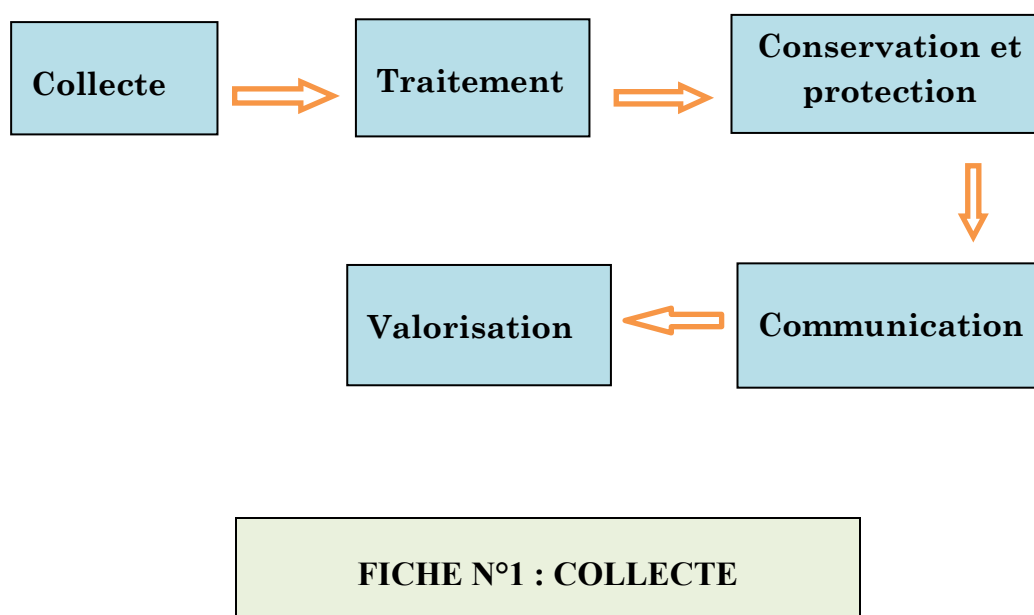 Collecte
Traitement
Conservation et
protection
Communication
Valorisation
FICHE N°1 : COLLECTE